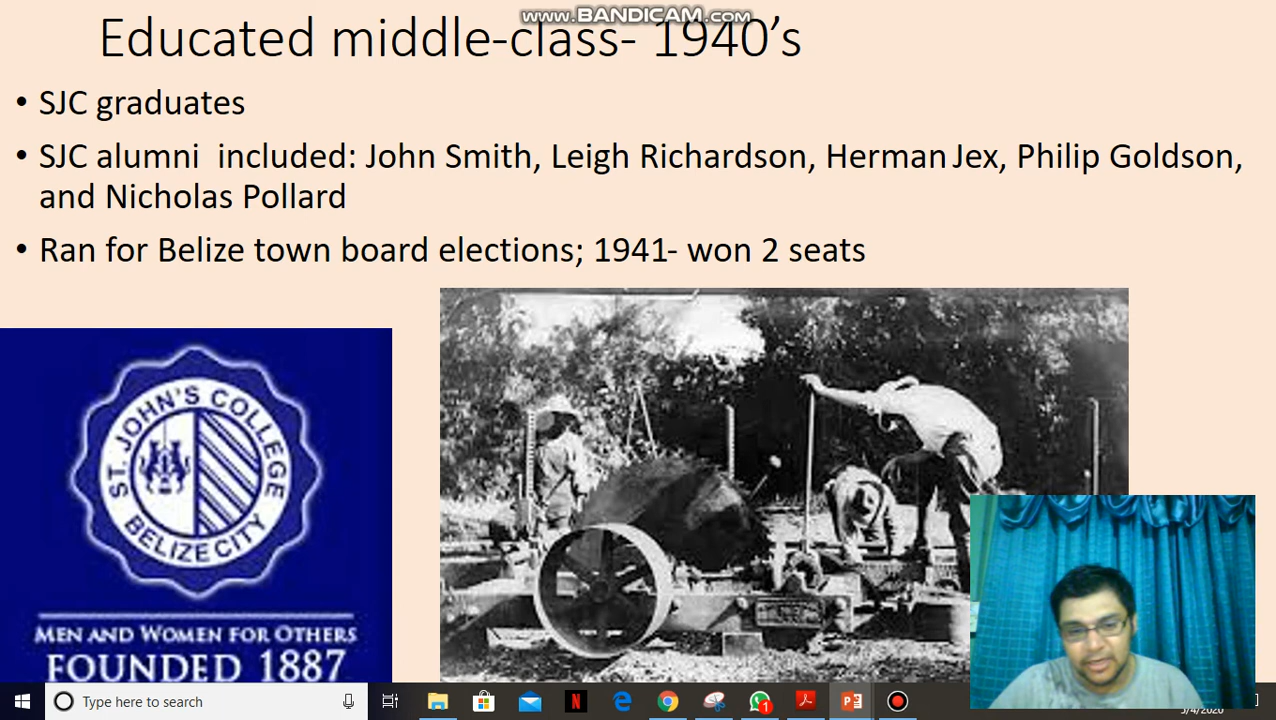 www.BANDICAM.com
Educated middle-class- 1940’s
• SJC graduates
• SJC alumni included: John Smith, Leigh Richardson, Herman Jex, Philip Goldson,
and Nicholas Pollard
• Ran for Belize town board elections; 1941- won 2 seats
ST. JOHN'S COLLEGE
BELIZE CITY
MEN AND WOMEN FOR OTHERS
FOUNDED 1887
Type here to search
1